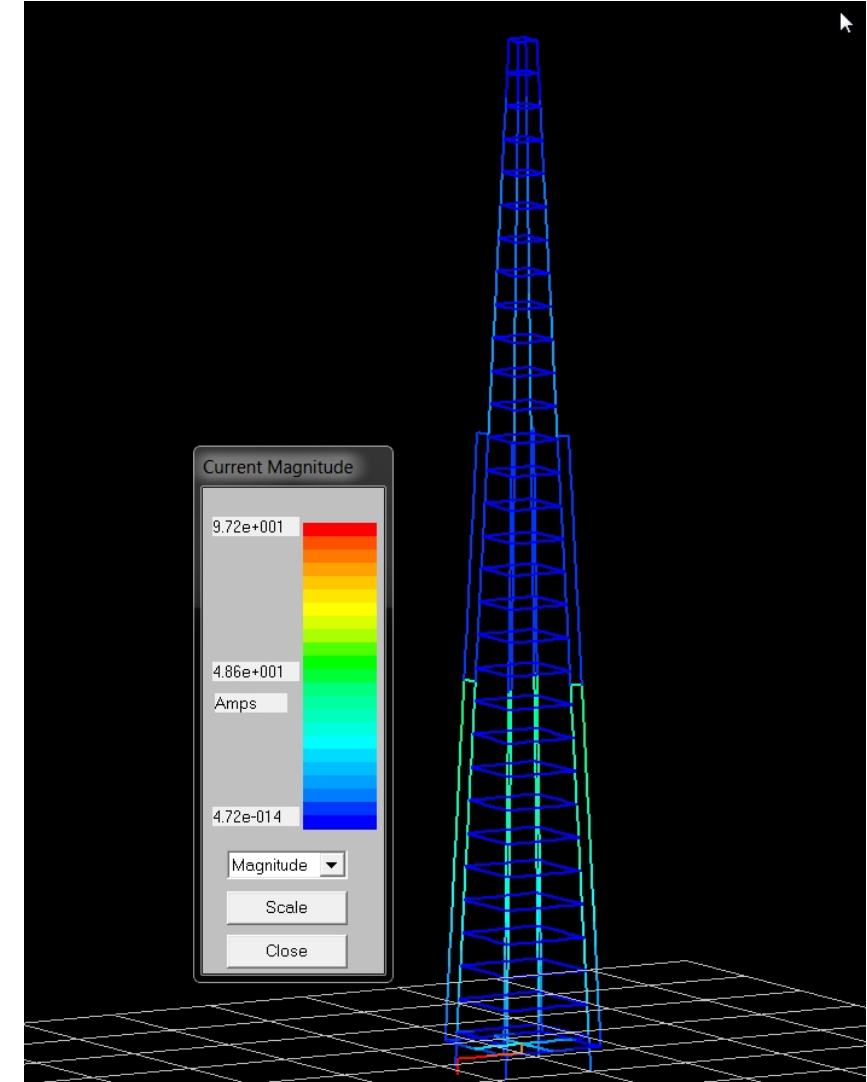 Current Magnitude
9.72e+001
4.86e+001
Amps
4.72e-014
Magnitude
Scale
Close